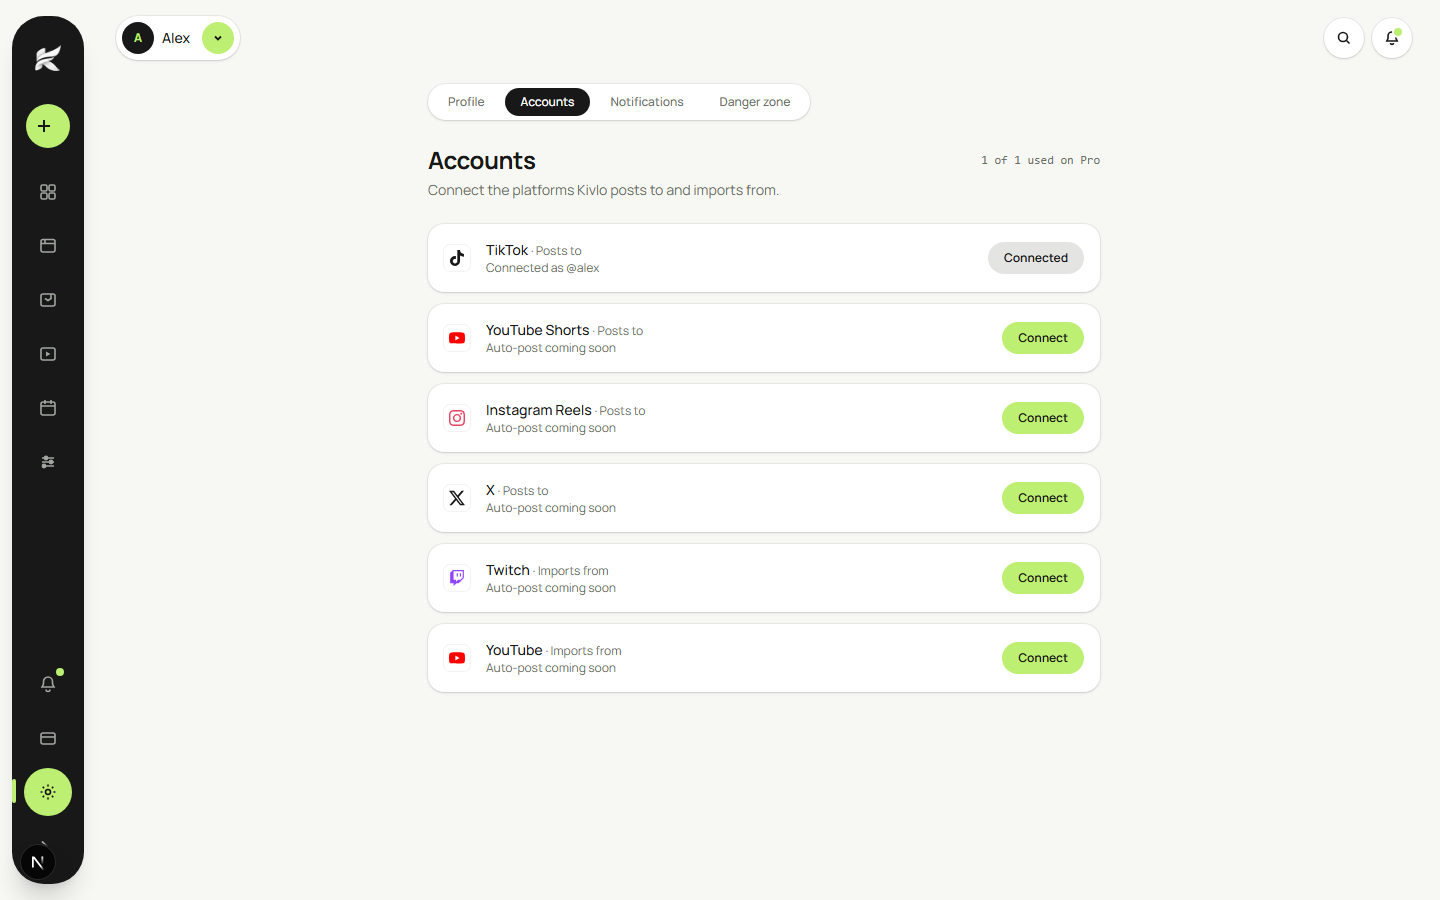 A Alex
Profile Accounts Notifications Danger zone
Accounts
1 of 1 used on Pro
Connect the platforms Kivlo posts to and imports from.
TikTok · Posts to
Connected as @alex
Connected
YouTube Shorts · Posts to
Auto-post coming soon
Connect
Instagram Reels · Posts to
Auto-post coming soon
Connect
X · Posts to
Auto-post coming soon
Connect
Twitch · Imports from
Auto-post coming soon
Connect
YouTube · Imports from
Auto-post coming soon
Connect
N